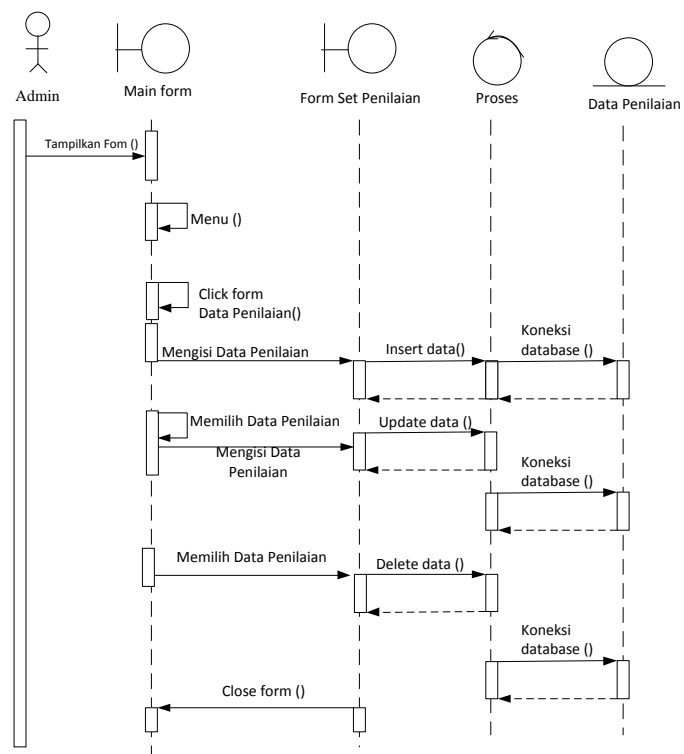 Admin
Main form
Form Set Penilaian
Proses
Data Penilaian
Tampilkan Fom ()
Menu ()
Click form
Data Penilaian()
Mengisi Data Penilaian
Insert data()
Koneksi
database ()
Memilih Data Penilaian
Mengisi Data
Penilaian
Update data ()
Koneksi
database ()
Memilih Data Penilaian
Delete data ()
Koneksi
database ()
Close form ()